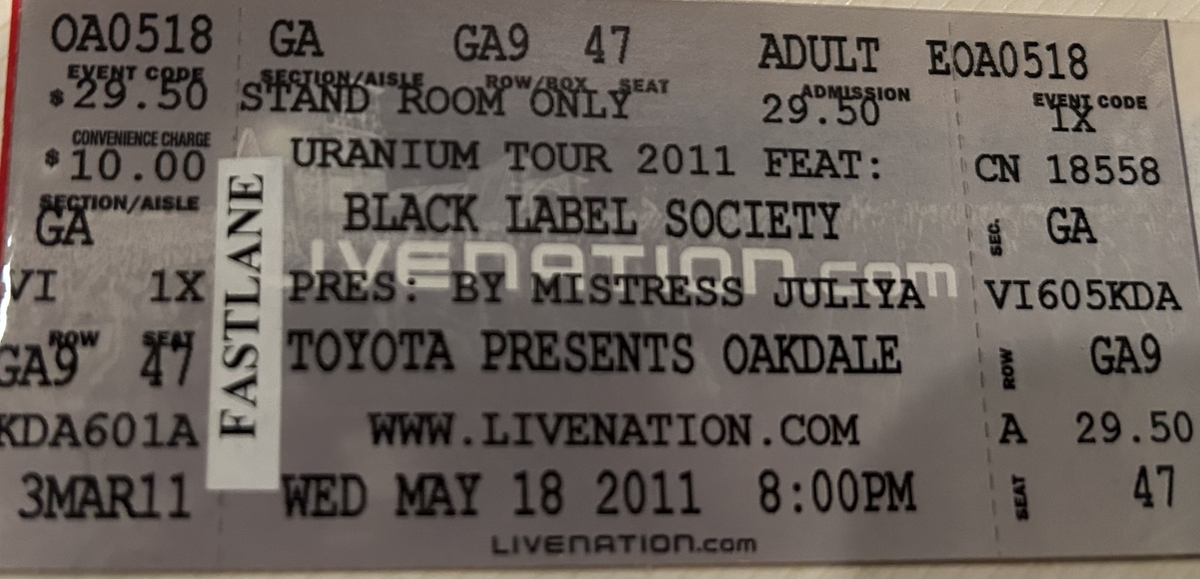 OA0518 GA GA9 47 ADULT EOA0518
EVENT CODE SECTION/AISLE ROW/BOX SEAT ADMISSION EVENT CODE
$ 29.50 STAND ROOM ONLY 29.50 1X
CONVENIENCE CHARGE
$ 10.00 URANIUM TOUR 2011 FEAT: CN 18558
SECTION/AISLE
GA BLACK LABEL SOCIETY SEC. GA
LIVENATION.com
VI 1X PRES: BY MISTRESS JULIYA VI605KDA
ROW SEAT
GA9 47 TOYOTA PRESENTS OAKDALE ROW GA9
FASTLANE
KDA601A WWW.LIVENATION.COM A 29.50
3MAR11 WED MAY 18 2011 8:00PM SEAT 47
LIVENATION.com